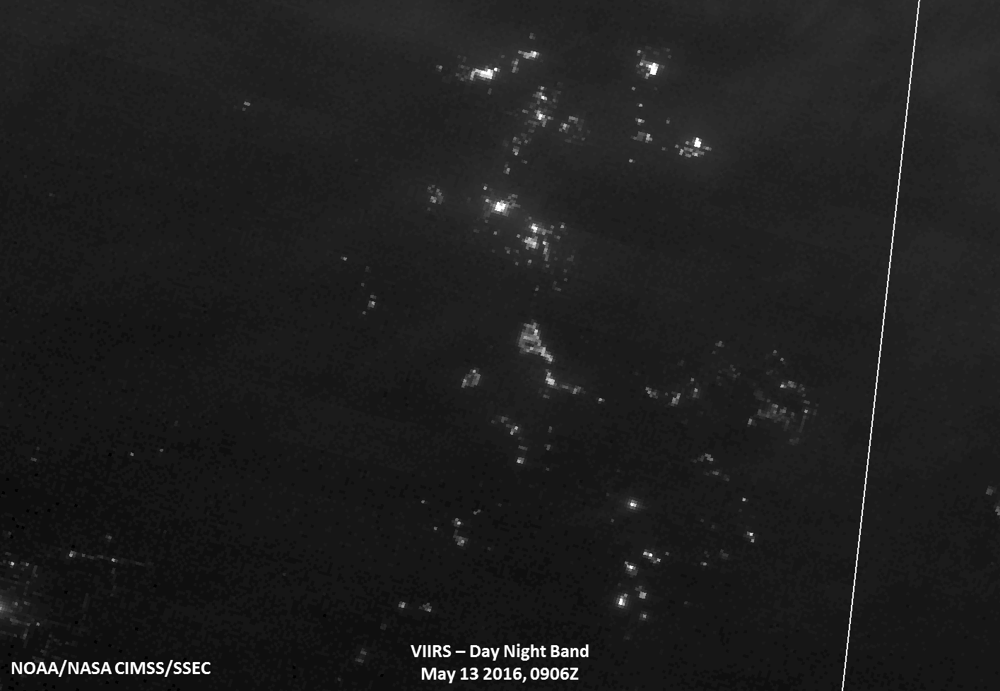 VIIRS – Day Night Band
May 13 2016, 0906Z
NOAA/NASA CIMSS/SSEC